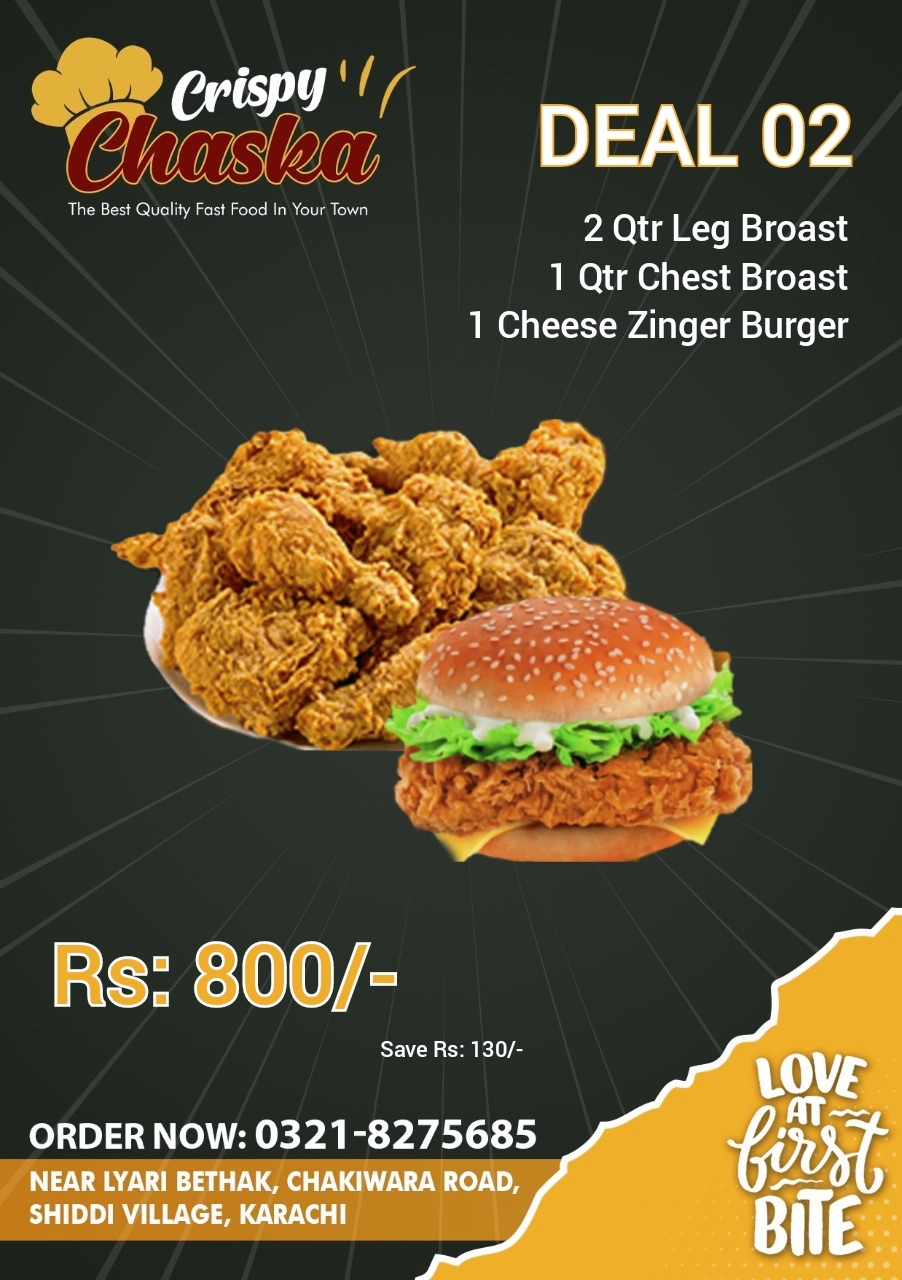 Crispy
Chaska
The Best Quality Fast Food In Your Town
DEAL 02
2 Qtr Leg Broast
1 Qtr Chest Broast
1 Cheese Zinger Burger
Rs: 800/-
Save Rs: 130/-
ORDER NOW: 0321-8275685
NEAR LYARI BETHAK, CHAKIWARA ROAD,
SHIDDI VILLAGE, KARACHI
LOVE
AT
first
BITE